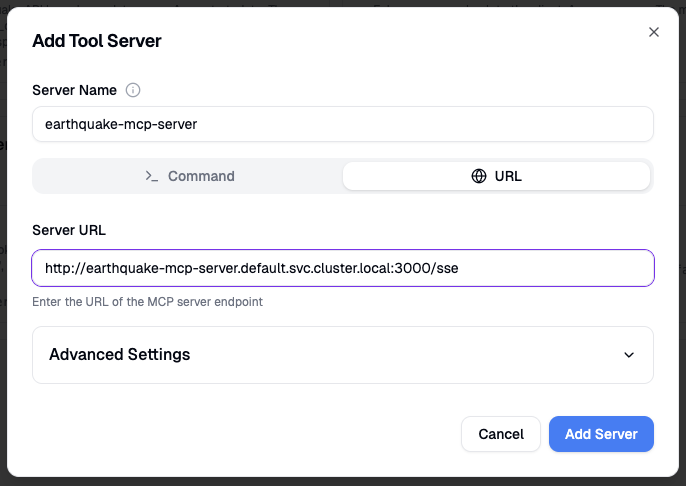 Add Tool Server
Server Name
earthquake-mcp-server
Command
URL
Server URL
http://earthquake-mcp-server.default.svc.cluster.local:3000/sse
Enter the URL of the MCP server endpoint
Advanced Settings
Cancel
Add Server